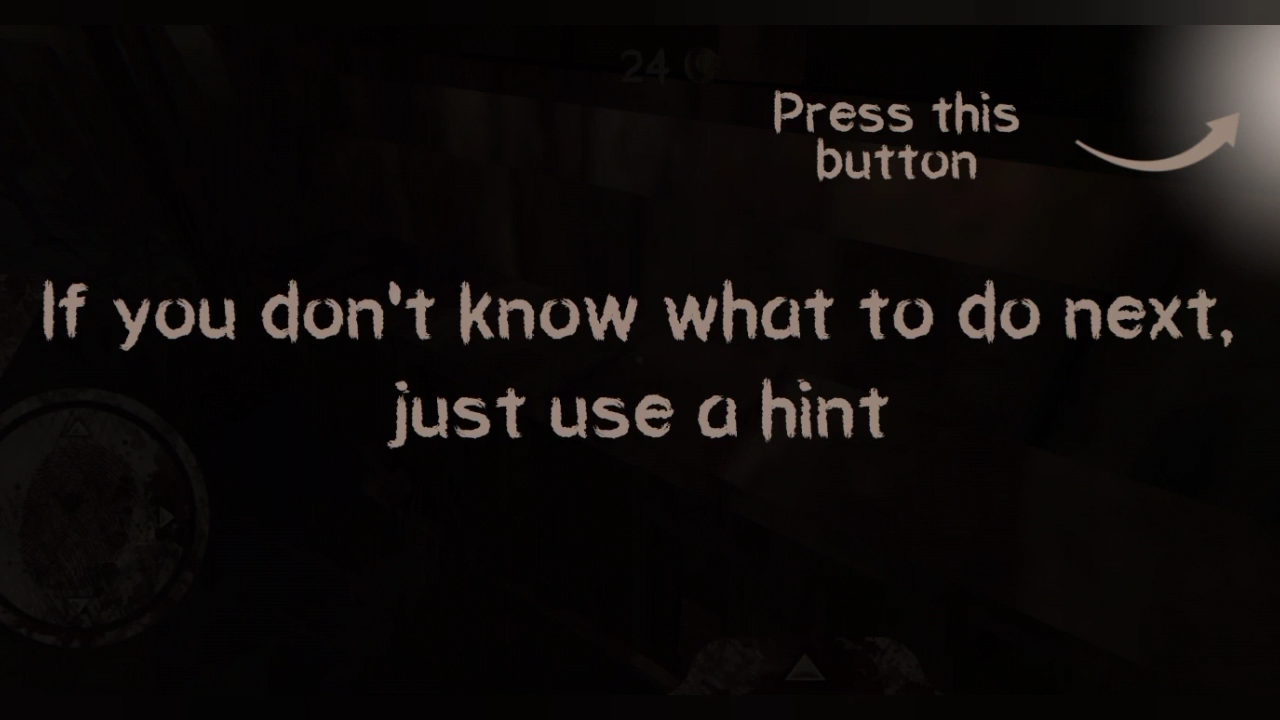 24
Press this
button
If you don't know what to do next,
just use a hint